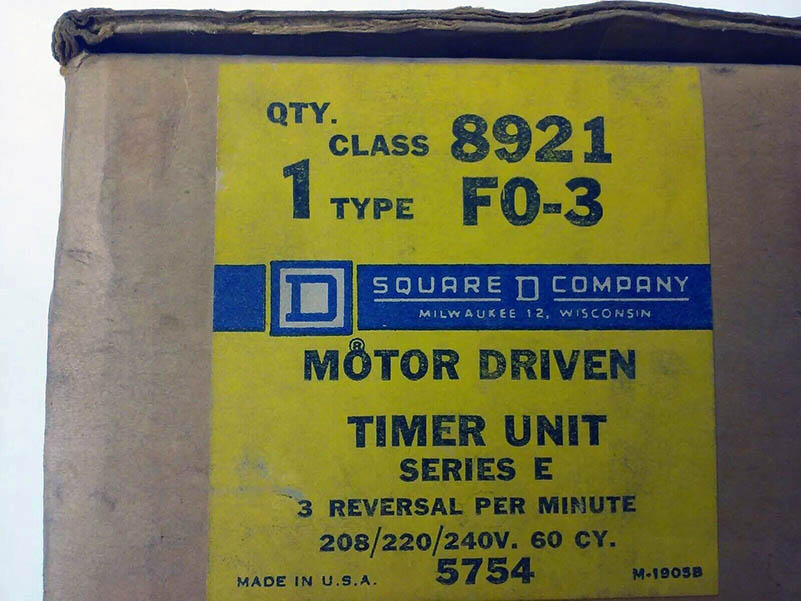 QTY.
CLASS 8921
1 TYPE FO-3
D SQUARE D COMPANY
MILWAUKEE 12, WISCONSIN
®
MOTOR DRIVEN
TIMER UNIT
SERIES E
3 REVERSAL PER MINUTE
208/220/240V. 60 CY.
MADE IN U.S.A. 5754 M-1905B